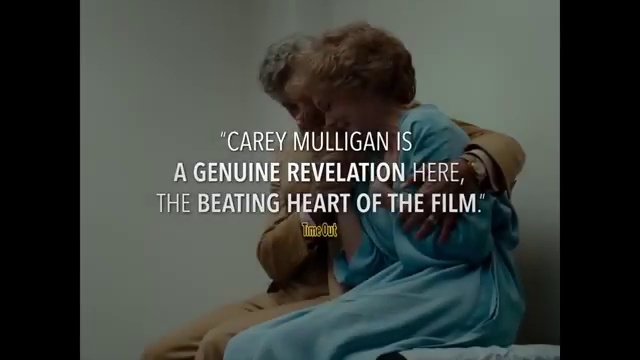 “CAREY MULLIGAN IS
A GENUINE REVELATION HERE,
THE BEATING HEART OF THE FILM.”
Time Out